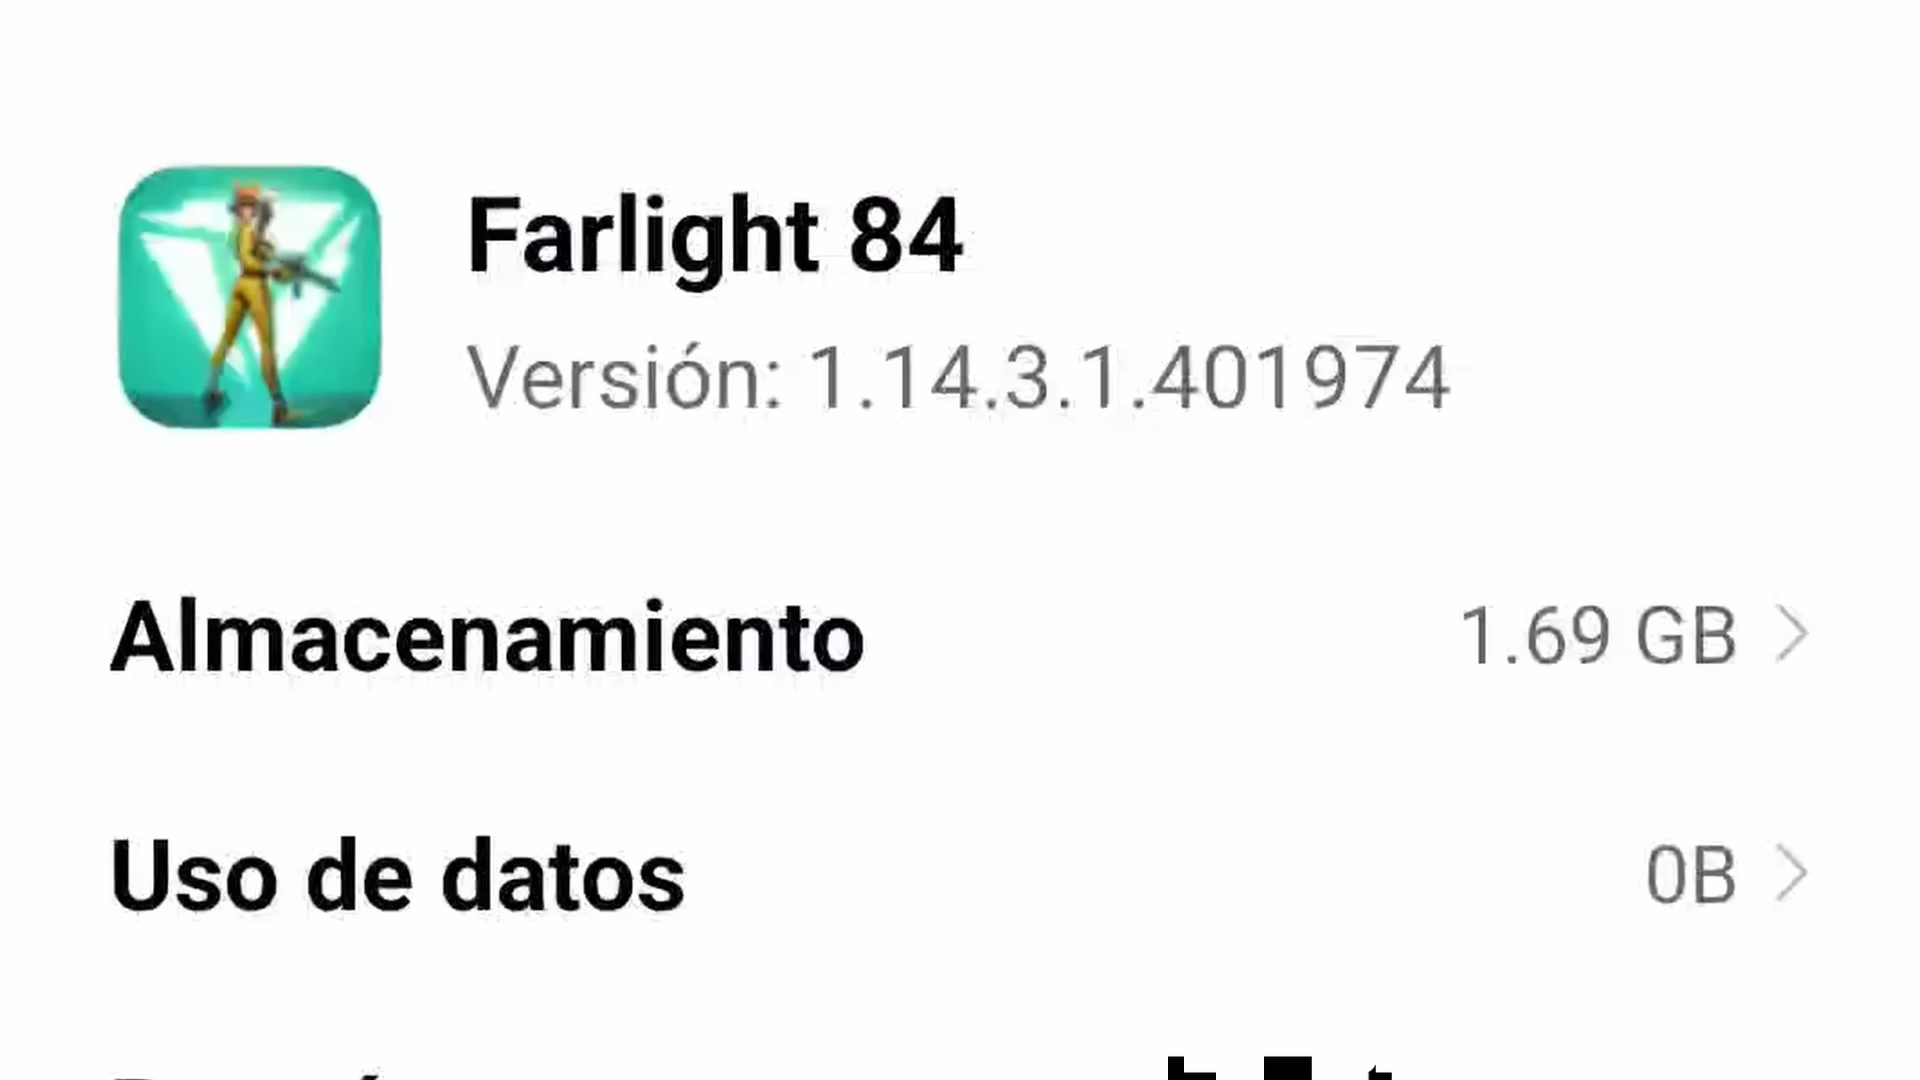 Farlight 84
Versión: 1.14.3.1.401974
Almacenamiento
1.69 GB
Uso de datos
0B